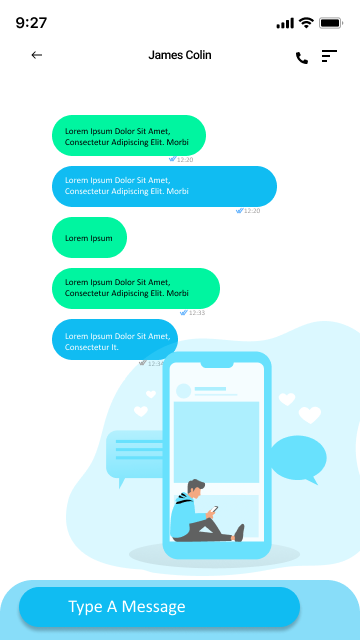 9:27
James Colin
Lorem Ipsum Dolor Sit Amet,
Consectetur Adipiscing Elit. Morbi
12:20
Lorem Ipsum Dolor Sit Amet,
Consectetur Adipiscing Elit. Morbi
12:20
Lorem Ipsum
Lorem Ipsum Dolor Sit Amet,
Consectetur Adipiscing Elit. Morbi
12:33
Lorem Ipsum Dolor Sit Amet,
Consectetur It.
12:34
Type A Message